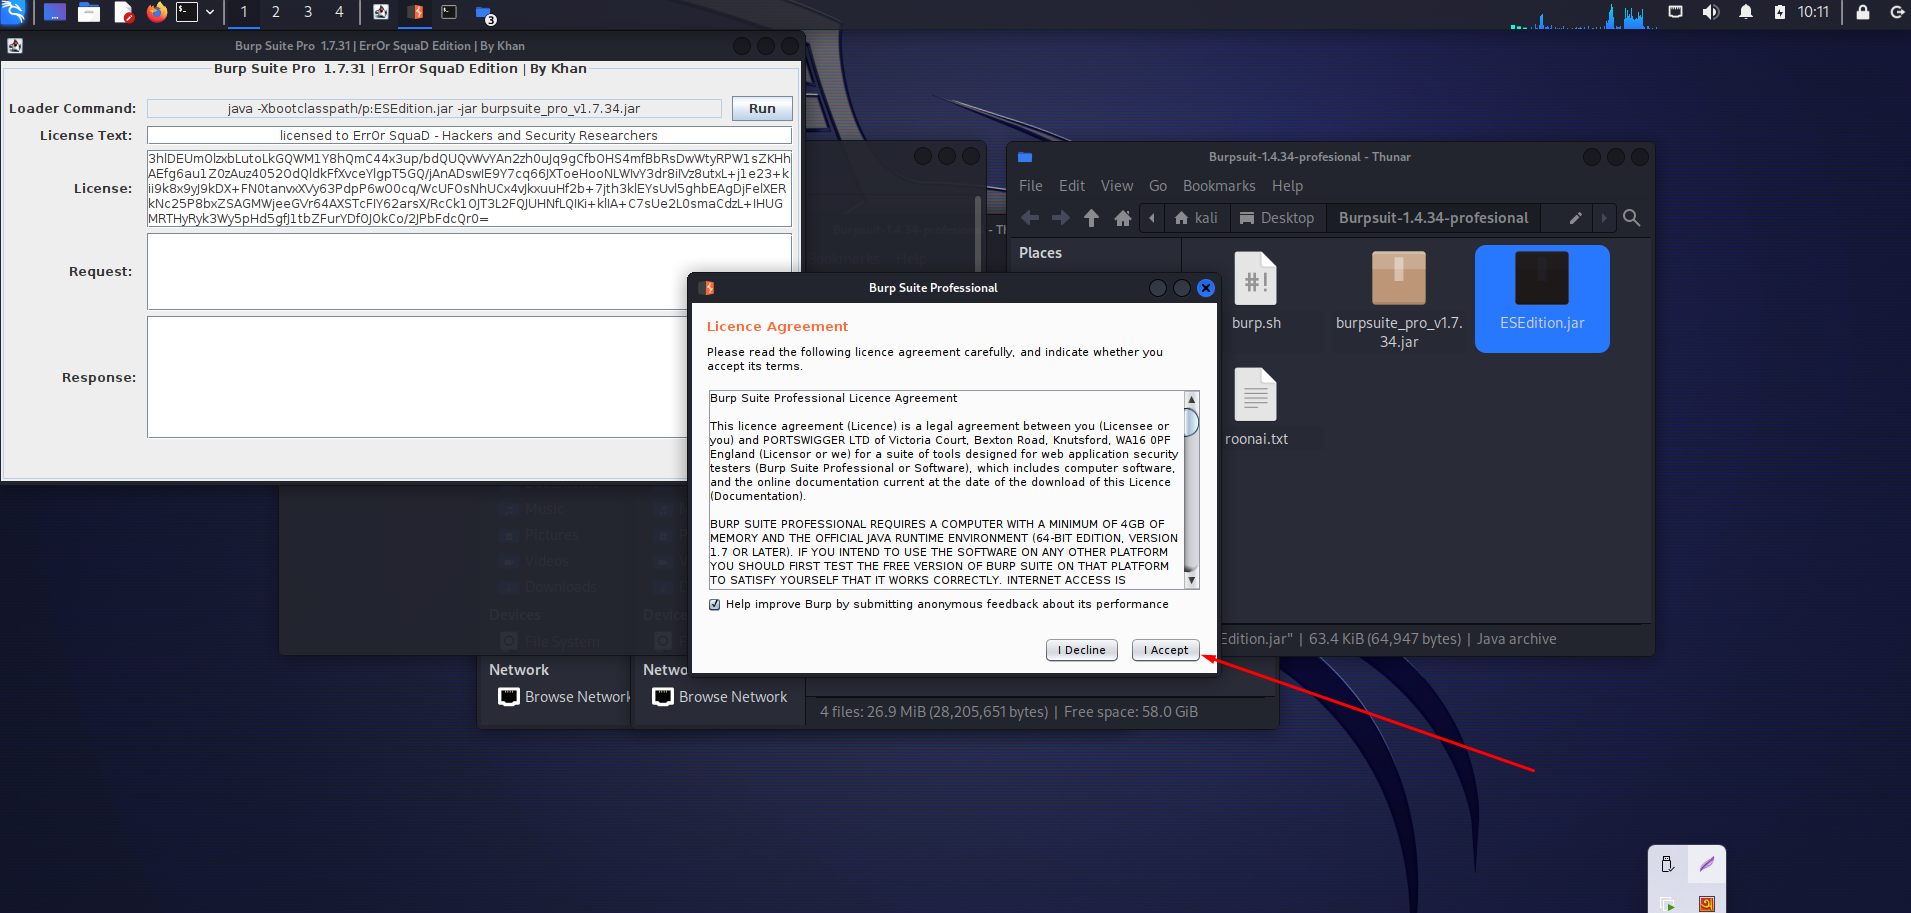 1 2 3 4
3
10:11
Burp Suite Pro 1.7.31 | ErrOr SquaD Edition | By Khan
Burp Suite Pro 1.7.31 | ErrOr SquaD Edition | By Khan
Loader Command:
java -Xbootclasspath/p:ESEdition.jar -jar burpsuite_pro_v1.7.34.jar
Run
License Text:
licensed to ErrOr SquaD - Hackers and Security Researchers
License:
Request:
Response:
Burpsuit-1.4.34-profesional - Thunar
File Edit View Go Bookmarks Help
kali Desktop Burpsuit-1.4.34-profesional
Places
burp.sh
burpsuite_pro_v1.7.
34.jar
ESEdition.jar
roonai.txt
Edition.jar" | 63.4 KiB (64,947 bytes) | Java archive
Burp Suite Professional
Licence Agreement
Please read the following licence agreement carefully, and indicate whether you
accept its terms.
Burp Suite Professional Licence Agreement
This licence agreement (Licence) is a legal agreement between you (Licensee or
you) and PORTSWIGGER LTD of Victoria Court, Bexton Road, Knutsford, WA16 0PF
England (Licensor or we) for a suite of tools designed for web application security
testers (Burp Suite Professional or Software), which includes computer software,
and the online documentation current at the date of the download of this Licence
(Documentation).
BURP SUITE PROFESSIONAL REQUIRES A COMPUTER WITH A MINIMUM OF 4GB OF
MEMORY AND THE OFFICIAL JAVA RUNTIME ENVIRONMENT (64-BIT EDITION, VERSION
1.7 OR LATER). IF YOU INTEND TO USE THE SOFTWARE ON ANY OTHER PLATFORM
YOU SHOULD FIRST TEST THE FREE VERSION OF BURP SUITE ON THAT PLATFORM
TO SATISFY YOURSELF THAT IT WORKS CORRECTLY. INTERNET ACCESS IS
Help improve Burp by submitting anonymous feedback about its performance
I Decline
I Accept
Music
Pictures
Videos
Downloads
Devices
File System
Network
Browse Network
Netwo
Browse Network
4 files: 26.9 MiB (28,205,651 bytes) | Free space: 58.0 GiB